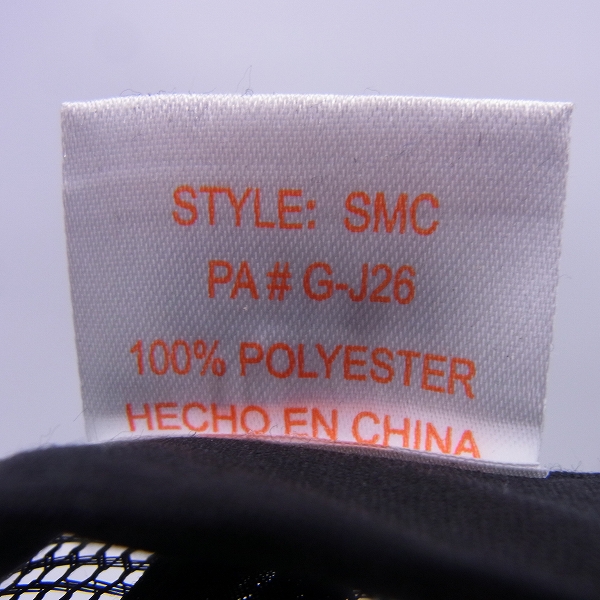 STYLE: SMC
PA# G-J26
100% POLYESTER
HECHO EN CHINA